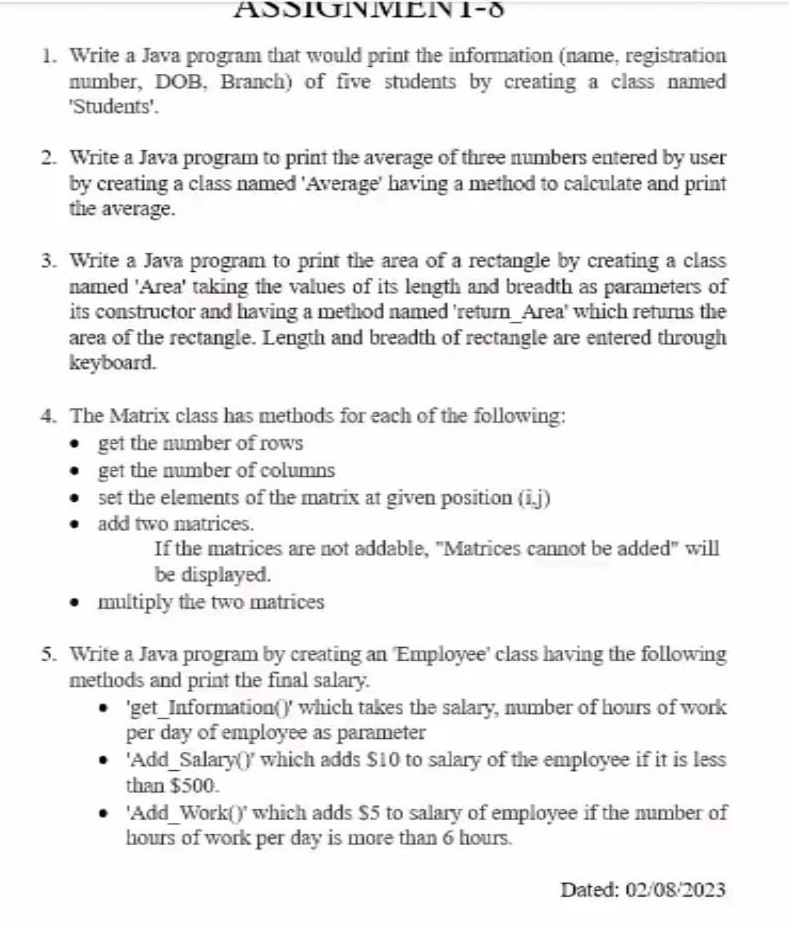 ASSIGNMENT-8
1. Write a Java program that would print the information (name, registration
number, DOB, Branch) of five students by creating a class named
'Students'.
2. Write a Java program to print the average of three numbers entered by user
by creating a class named 'Average' having a method to calculate and print
the average.
3. Write a Java program to print the area of a rectangle by creating a class
named 'Area' taking the values of its length and breadth as parameters of
its constructor and having a method named 'return_Area' which returns the
area of the rectangle. Length and breadth of rectangle are entered through
keyboard.
4. The Matrix class has methods for each of the following:
• get the number of rows
• get the number of columns
• set the elements of the matrix at given position (i,j)
• add two matrices.
If the matrices are not addable, "Matrices cannot be added" will
be displayed.
• multiply the two matrices
5. Write a Java program by creating an 'Employee' class having the following
methods and print the final salary.
• 'get_Information()' which takes the salary, number of hours of work
per day of employee as parameter
• 'Add_Salary()' which adds $10 to salary of the employee if it is less
than $500.
• 'Add_Work()' which adds $5 to salary of employee if the number of
hours of work per day is more than 6 hours.
Dated: 02/08/2023